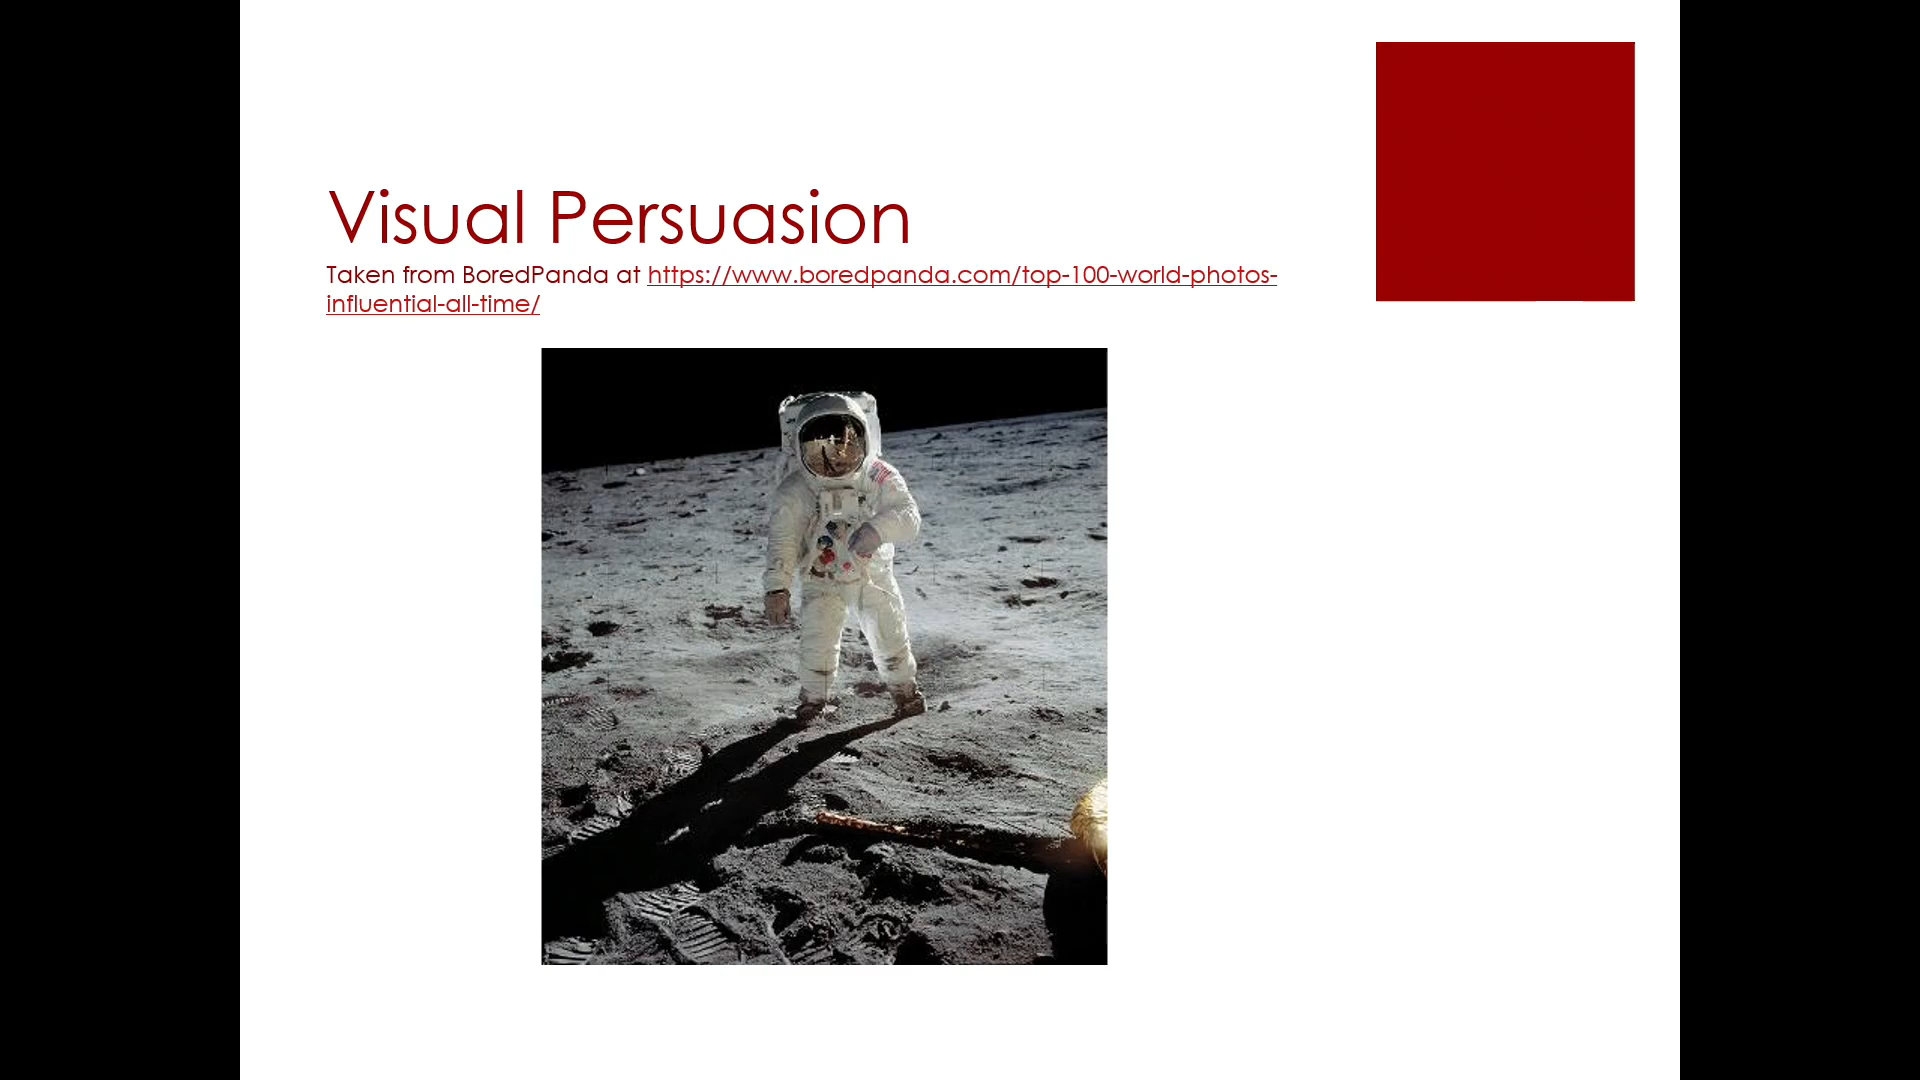 Visual Persuasion
Taken from BoredPanda at https://www.boredpanda.com/top-100-world-photos-
influential-all-time/